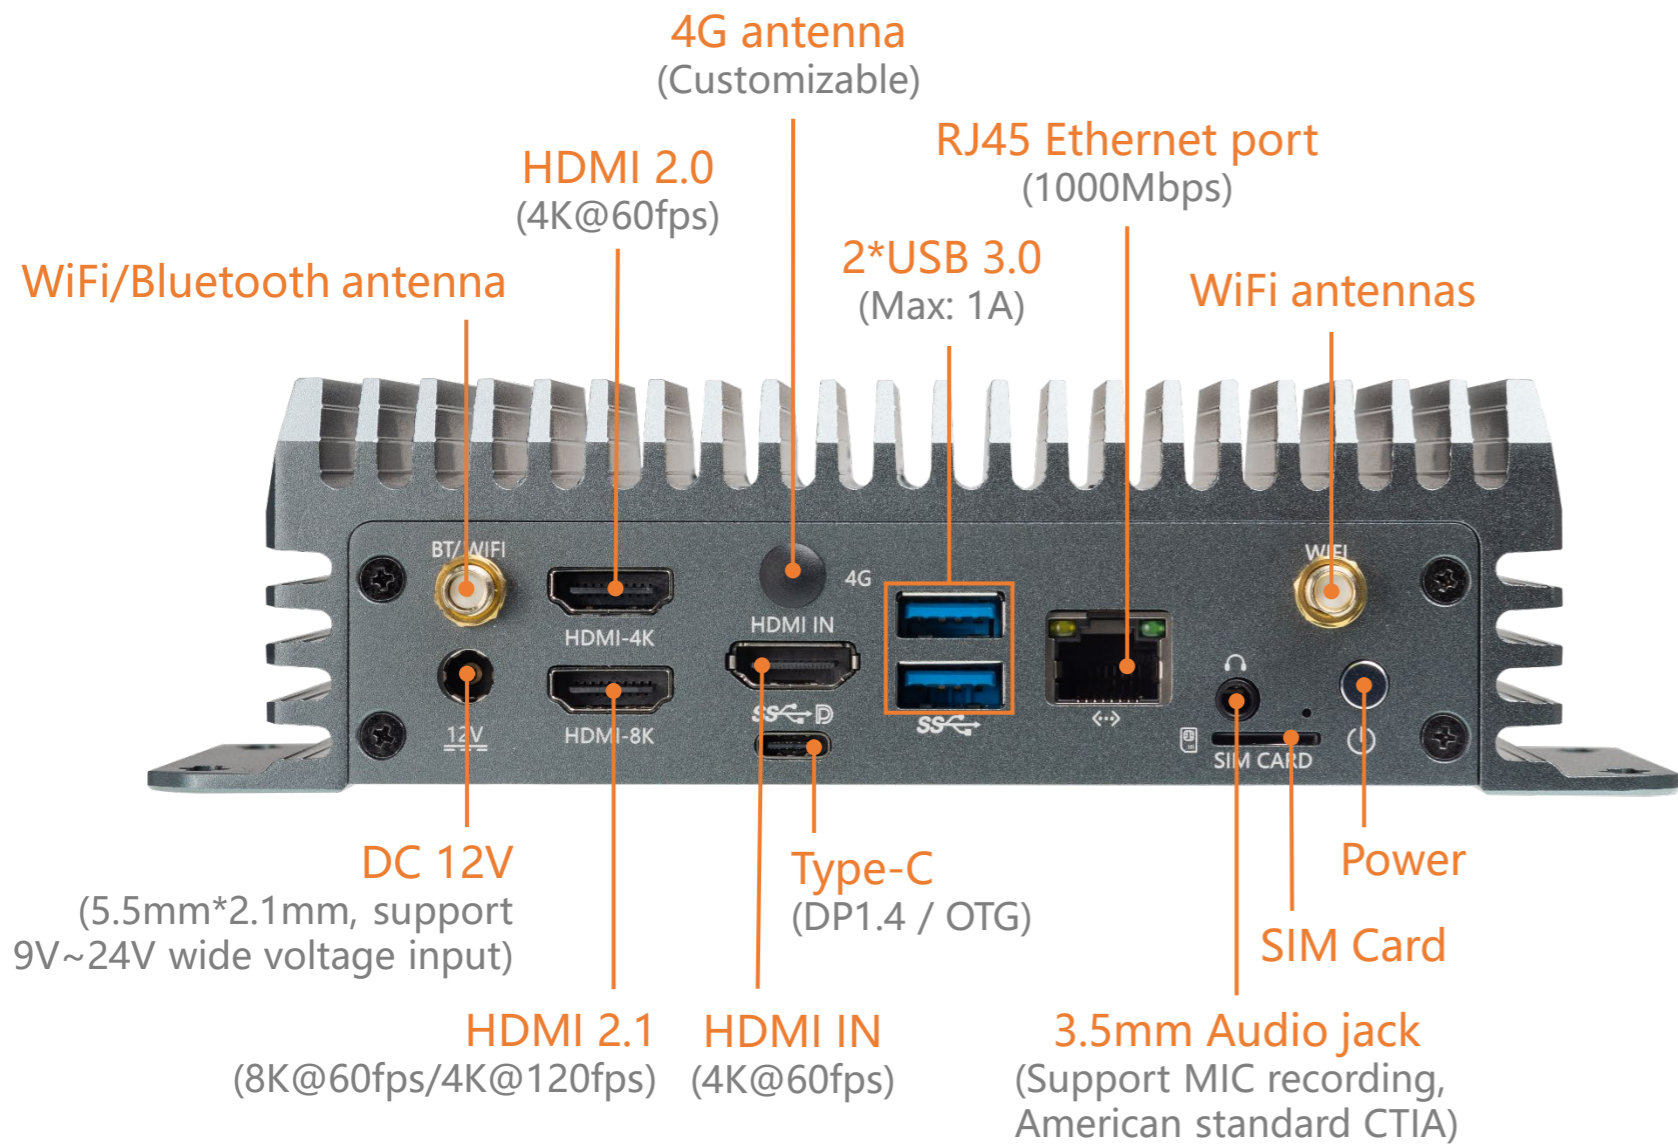 4G antenna
(Customizable)
RJ45 Ethernet port
(1000Mbps)
HDMI 2.0
(4K@60fps)
2*USB 3.0
(Max: 1A)
WiFi/Bluetooth antenna
WiFi antennas
BT/WIFI
WIFI
4G
HDMI IN
HDMI-4K
SS
D
SS
12V
HDMI-8K
SIM CARD
DC 12V
(5.5mm*2.1mm, support
9V~24V wide voltage input)
Type-C
(DP1.4 / OTG)
Power
SIM Card
HDMI 2.1
(8K@60fps/4K@120fps)
HDMI IN
(4K@60fps)
3.5mm Audio jack
(Support MIC recording,
American standard CTIA)